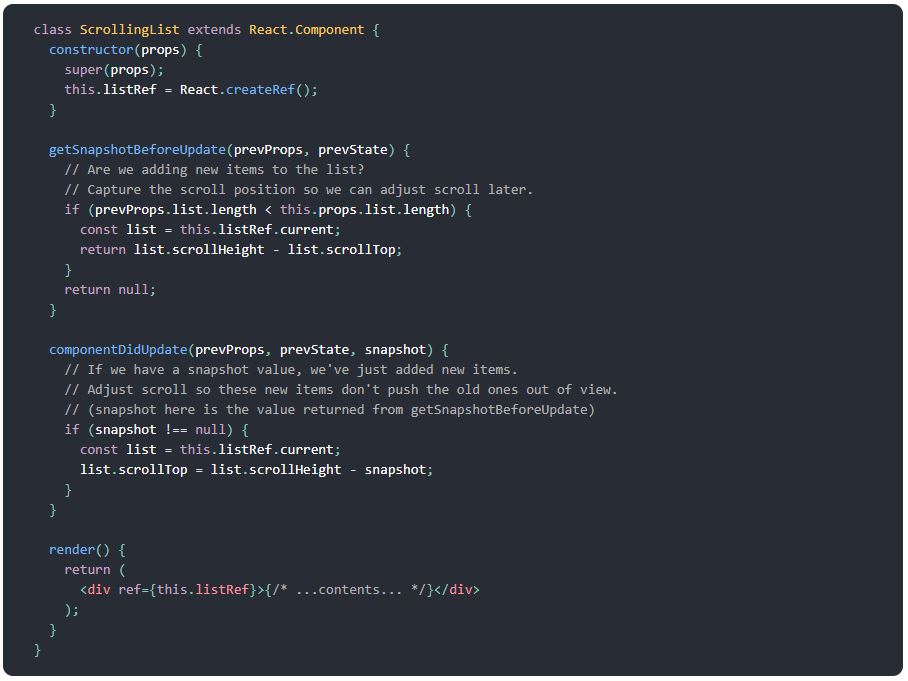 class ScrollingList extends React.Component {
  constructor(props) {
    super(props);
    this.listRef = React.createRef();
  }

  getSnapshotBeforeUpdate(prevProps, prevState) {
    // Are we adding new items to the list?
    // Capture the scroll position so we can adjust scroll later.
    if (prevProps.list.length < this.props.list.length) {
      const list = this.listRef.current;
      return list.scrollHeight - list.scrollTop;
    }
    return null;
  }

  componentDidUpdate(prevProps, prevState, snapshot) {
    // If we have a snapshot value, we've just added new items.
    // Adjust scroll so these new items don't push the old ones out of view.
    // (snapshot here is the value returned from getSnapshotBeforeUpdate)
    if (snapshot !== null) {
      const list = this.listRef.current;
      list.scrollTop = list.scrollHeight - snapshot;
    }
  }

  render() {
    return (
      <div ref={this.listRef}>{/* ...contents... */}</div>
    );
  }
}